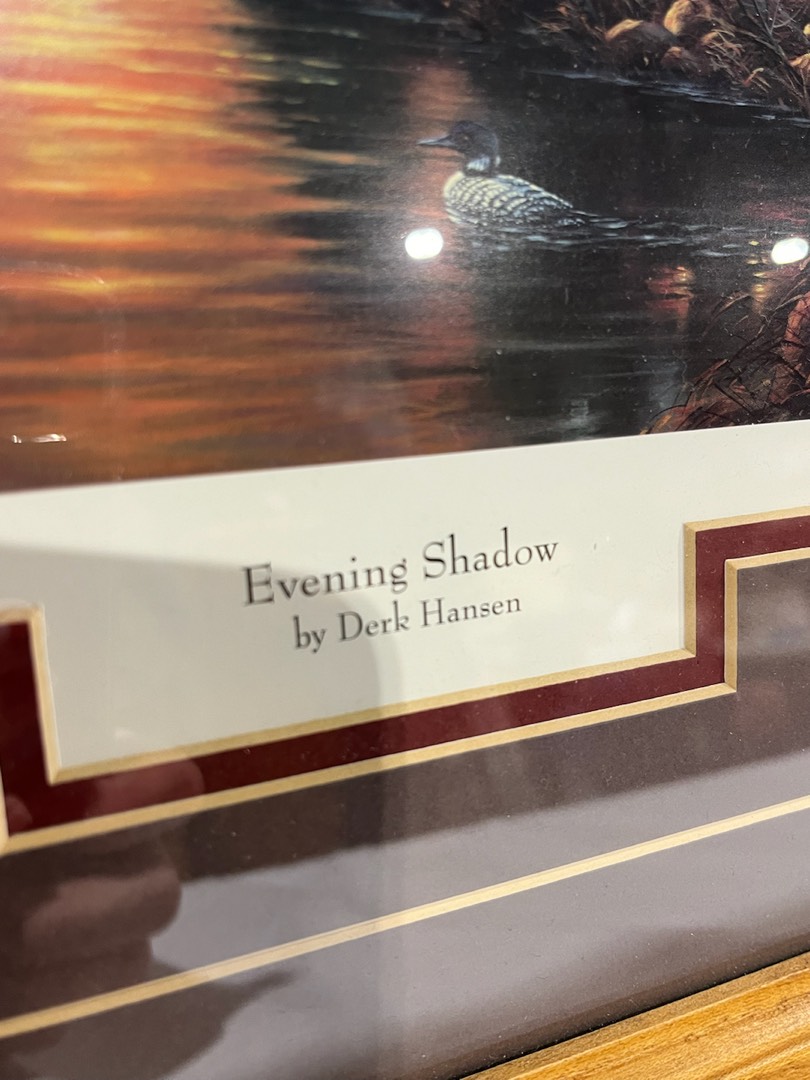 Evening Shadow
by Derk Hansen